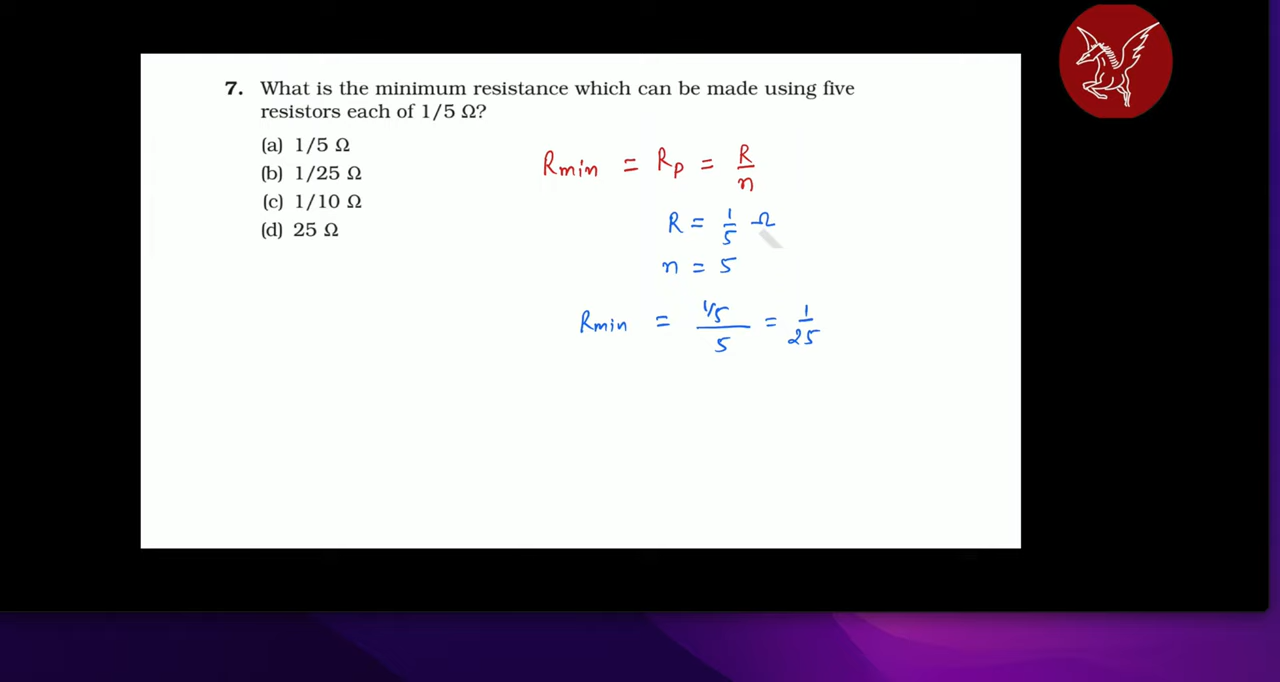 7. What is the minimum resistance which can be made using five
resistors each of 1/5 Ω?
(a) 1/5 Ω
(b) 1/25 Ω
(c) 1/10 Ω
(d) 25 Ω
Rmin = Rp = R/n
R = 1/5 Ω
n = 5
Rmin = 1/5/5 = 1/25